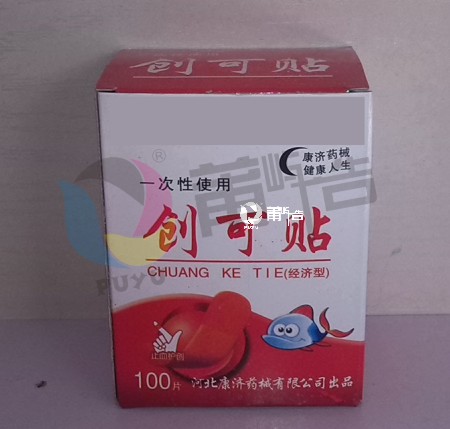 创可贴
®
康济药械
健康人生
一次性使用
创可贴
CHUANG KE TIE(经济型)
止血护创
100片
河北康济药械有限公司出品
PUYU